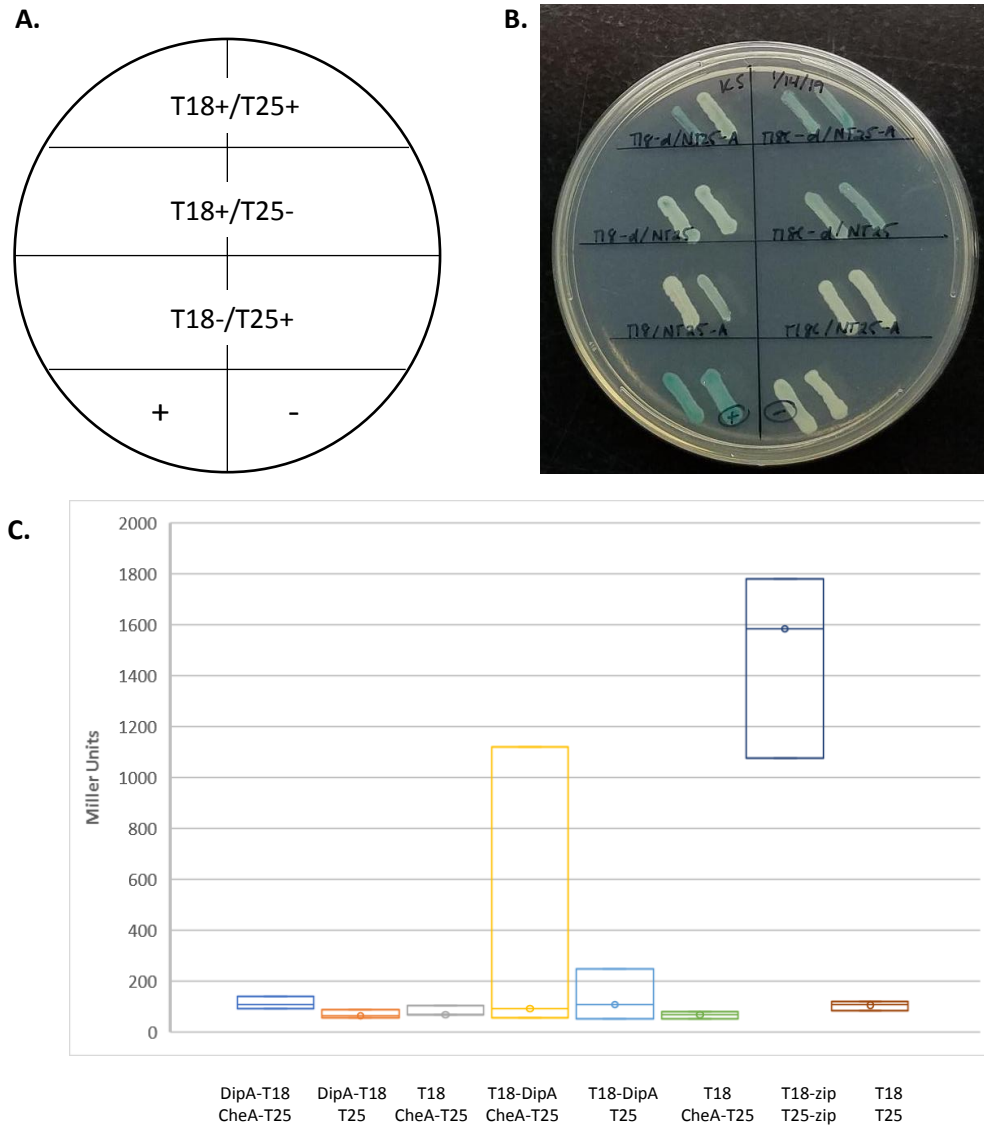 A.
T18+/T25+
T18+/T25-
T18-/T25+
+ -
B.
KS 1/14/19
T18-d/NT25-A T18C-d/NT25-A
T18-d/NT25 T18C-d/NT25
T18/NT25-A T18C/NT25-A
+ -
C.
2000
1800
1600
1400
1200
1000
800
600
400
200
0
Miller Units
DipA-T18 DipA-T18 T18 T18-DipA T18-DipA T18 T18-zip T18
CheA-T25 T25 CheA-T25 CheA-T25 T25 CheA-T25 T25-zip T25